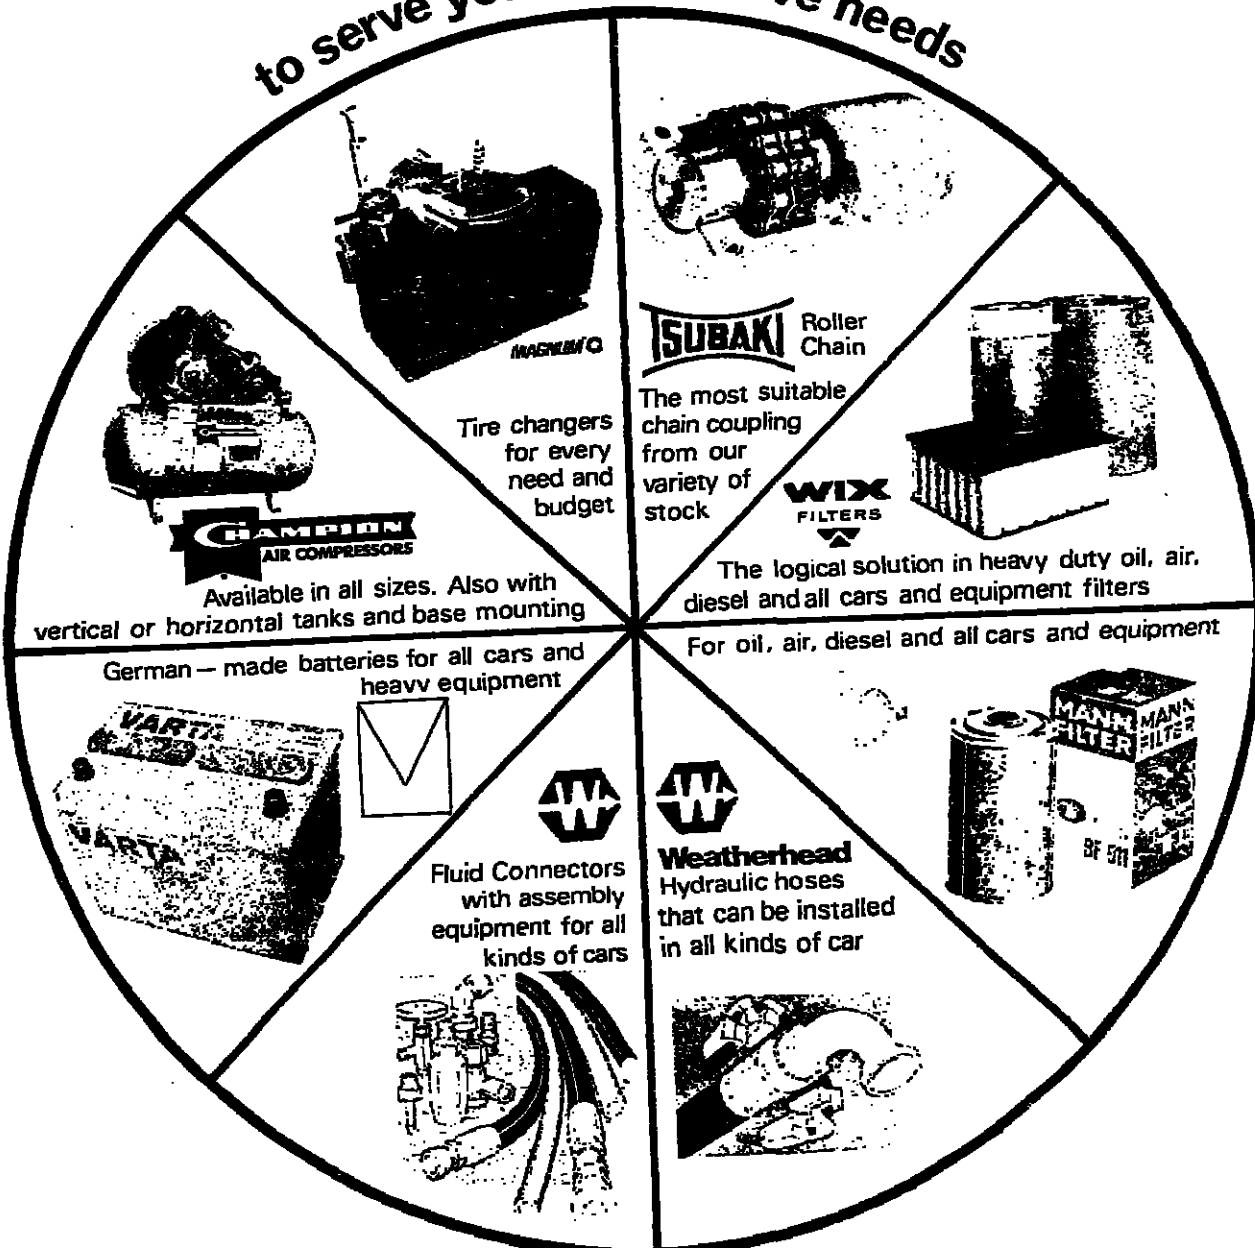 to serve needs
MAGNUM
Tire changers
for every
need and
budget
TSUBAKI Roller
Chain
The most suitable
chain coupling
from our
variety of
stock
WIX
FILTERS
The logical solution in heavy duty oil, air,
diesel and all cars and equipment filters
For oil, air, diesel and all cars and equipment
MANN
FILTER
MANN
FILTER
Weatherhead
Hydraulic hoses
that can be installed
in all kinds of car
Fluid Connectors
with assembly
equipment for all
kinds of cars
German — made batteries for all cars and
heavy equipment
VARTA
VARTA
CHAMPION
AIR COMPRESSORS
Available in all sizes. Also with
vertical or horizontal tanks and base mounting